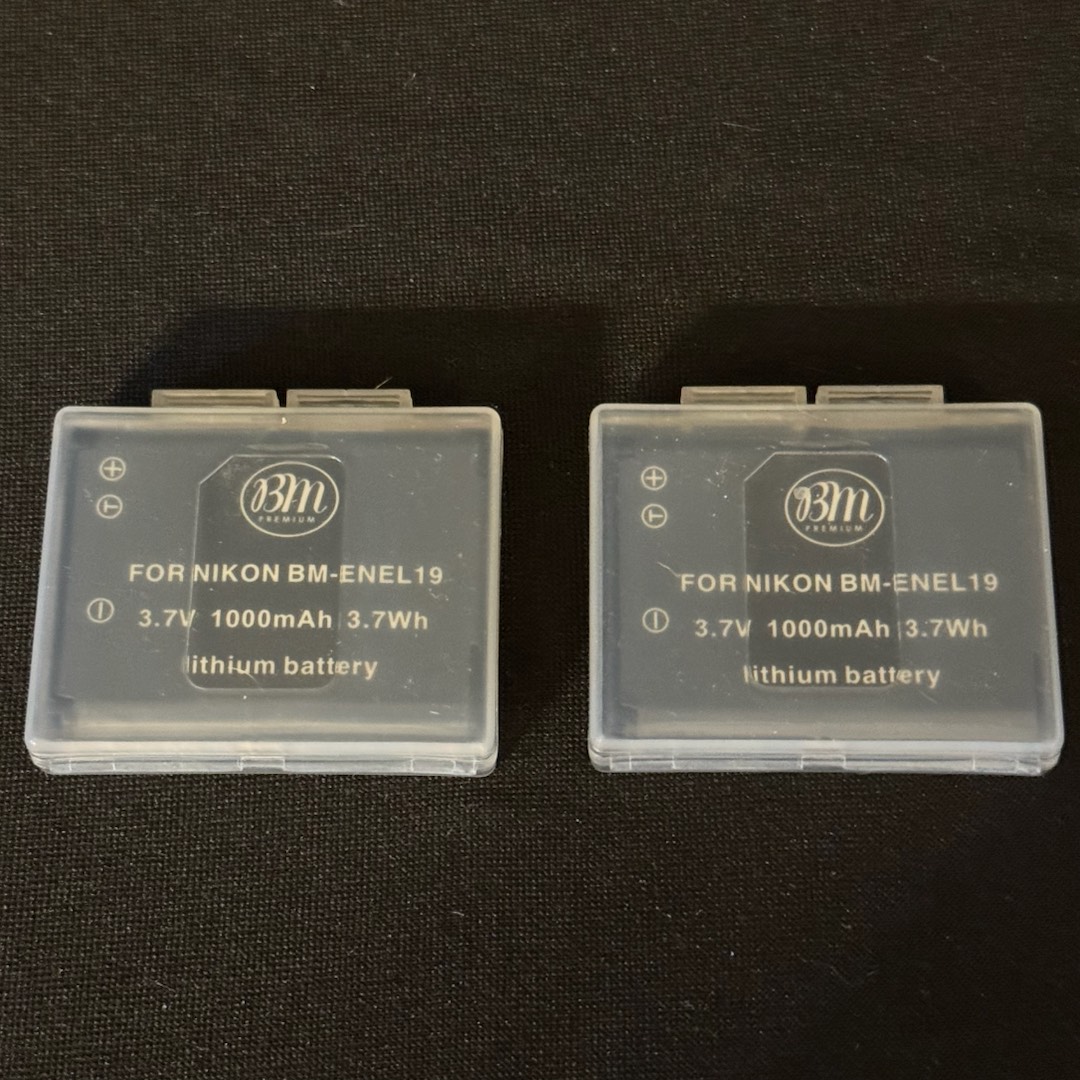 +
T
BM
PREMIUM
FOR NIKON BM-ENEL19
3.7V 1000mAh 3.7Wh
lithium battery
+
T
BM
PREMIUM
FOR NIKON BM-ENEL19
3.7V 1000mAh 3.7Wh
lithium battery